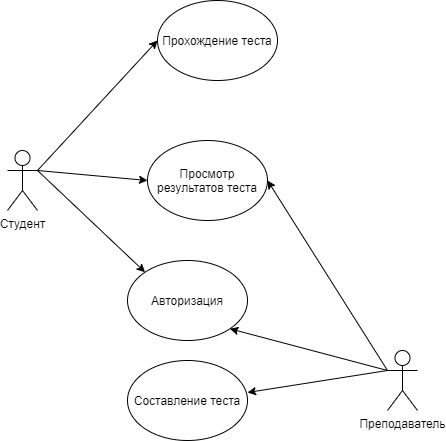 Прохождение теста
Просмотр
результатов теста
Студент
Авторизация
Составление теста
Преподаватель